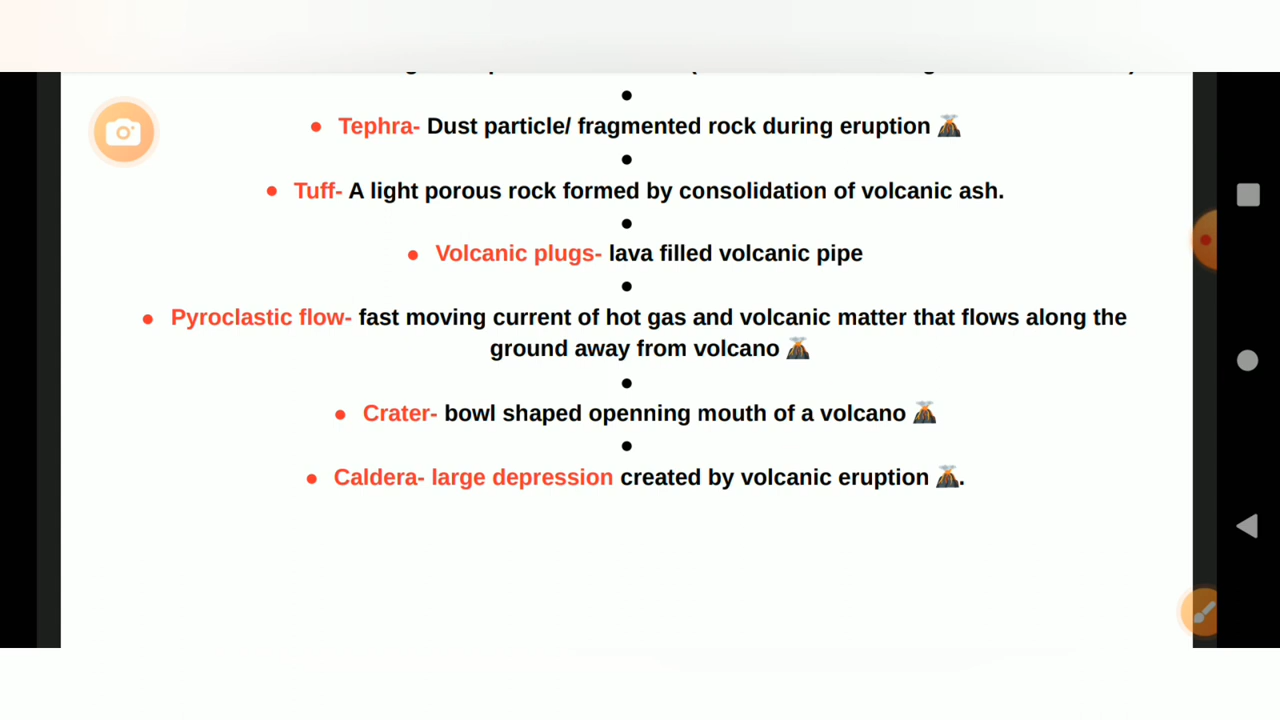 • 
• Tephra- Dust particle/ fragmented rock during eruption 🌋
•
• Tuff- A light porous rock formed by consolidation of volcanic ash.
•
• Volcanic plugs- lava filled volcanic pipe
•
• Pyroclastic flow- fast moving current of hot gas and volcanic matter that flows along the
ground away from volcano 🌋
•
• Crater- bowl shaped openning mouth of a volcano 🌋
•
• Caldera- large depression created by volcanic eruption 🌋.